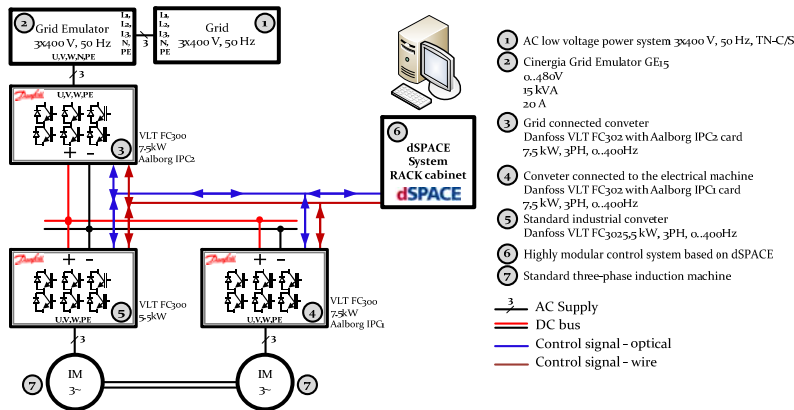 2
Grid Emulator
3x400 V, 50 Hz
U,V,W,N,PE
L1,
L2,
L3,
N,
PE
3
L1,
L2,
L3,
N,
PE
Grid
3x400 V, 50 Hz
1
3
Danfoss
U,V,W,PE
+ -
3
VLT FC300
7.5kW
Aalborg IPC2
6
dSPACE
System
RACK cabinet
dSPACE
Danfoss
+ -
U,V,W,PE
5
VLT FC300
5.5kW
Danfoss
+ -
U,V,W,PE
4
VLT FC300
7.5kW
Aalborg IPC1
3
3
7
IM
3~
IM
3~
7
1 AC low voltage power system 3x400 V, 50 Hz, TN-C/S
2 Cinergia Grid Emulator GE15
0..480V
15 kVA
20 A
3 Grid connected conveter
Danfoss VLT FC302 with Aalborg IPC2 card
7,5 kW, 3PH, 0..400Hz
4 Conveter connected to the electrical machine
Danfoss VLT FC302 with Aalborg IPC1 card
7,5 kW, 3PH, 0..400Hz
5 Standard industrial conveter
Danfoss VLT FC3025,5 kW, 3PH, 0..400Hz
6 Highly modular control system based on dSPACE
7 Standard three-phase induction machine
3 AC Supply
DC bus
Control signal - optical
Control signal - wire